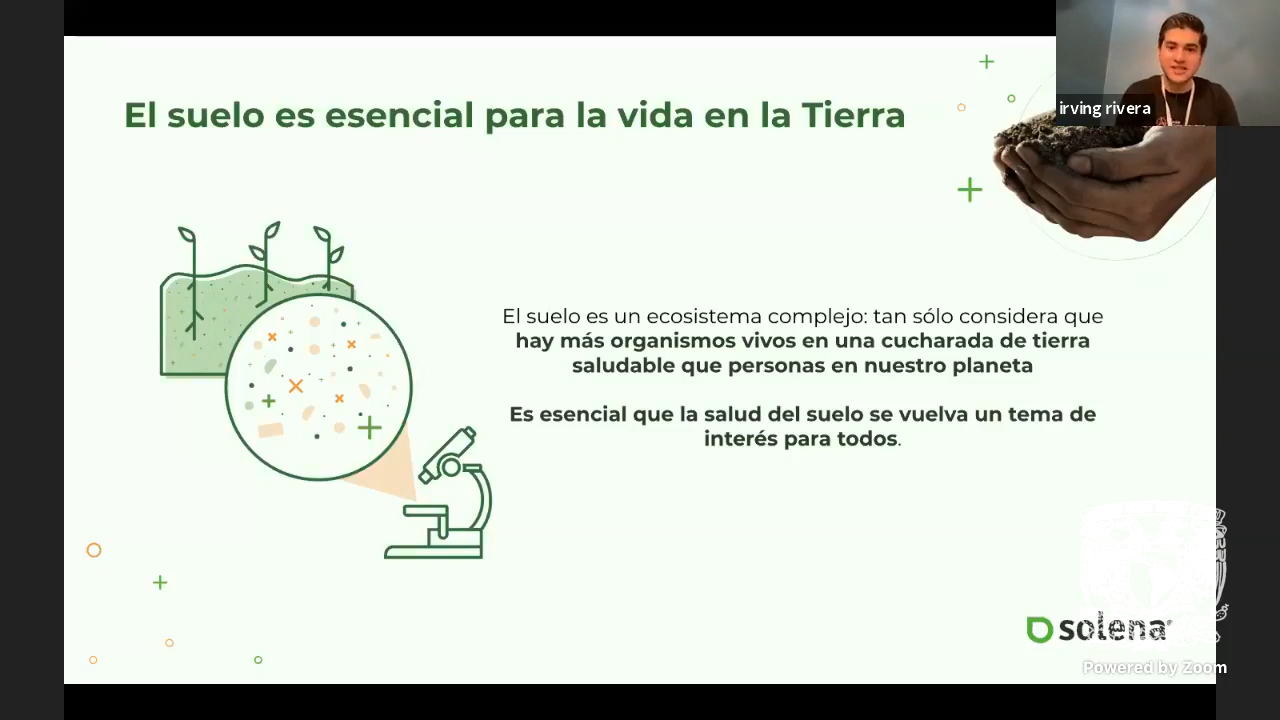 irving rivera
El suelo es esencial para la vida en la Tierra
El suelo es un ecosistema complejo: tan sólo considera que
hay más organismos vivos en una cucharada de tierra
saludable que personas en nuestro planeta
Es esencial que la salud del suelo se vuelva un tema de
interés para todos.
solena
Powered by Zoom